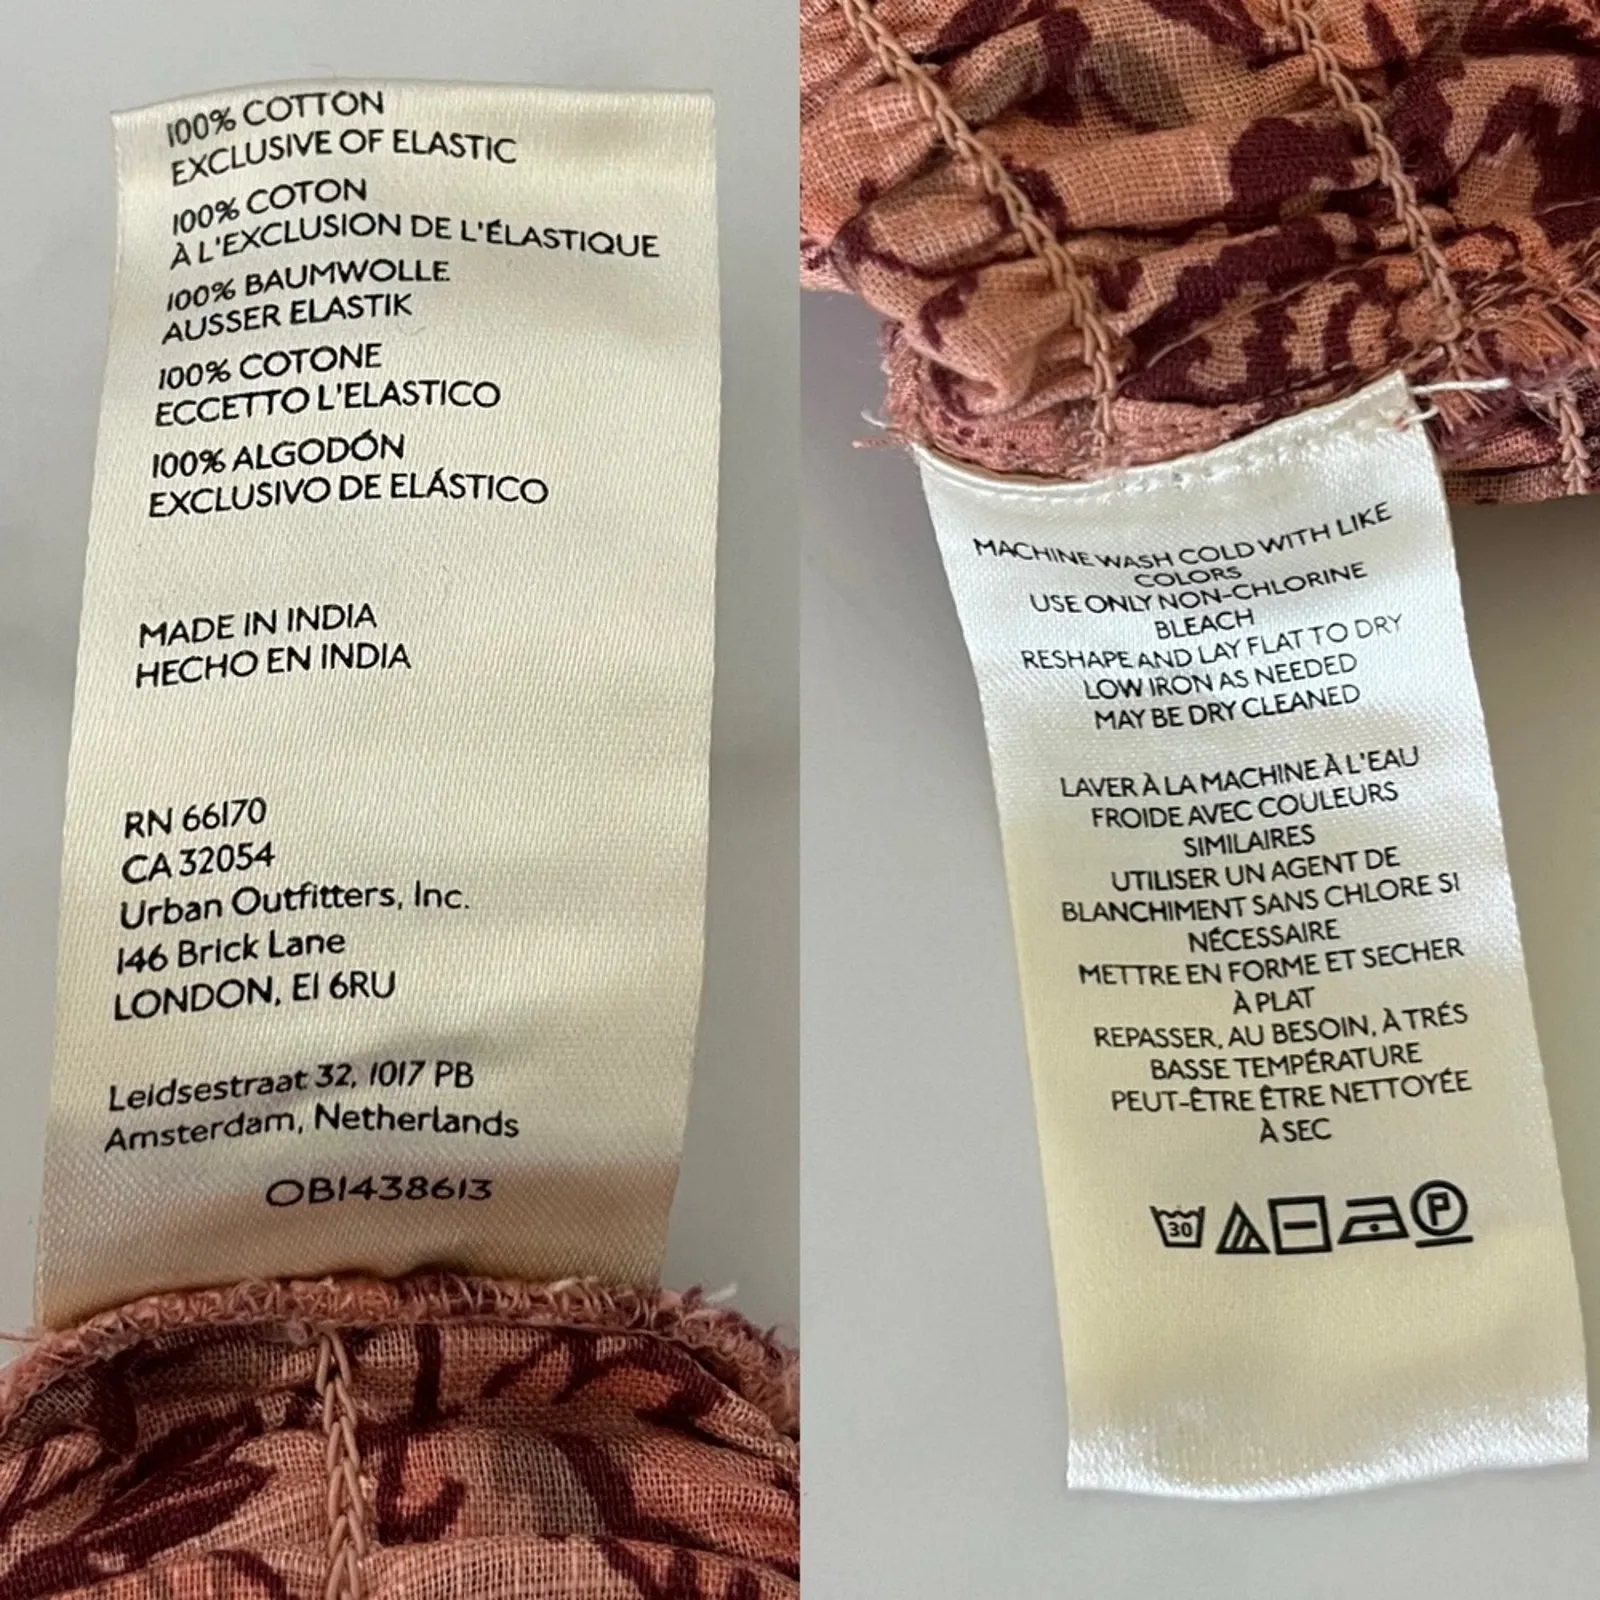 100% COTTON
EXCLUSIVE OF ELASTIC
100% COTON
À L'EXCLUSION DE L'ÉLASTIQUE
100% BAUMWOLLE
AUSSER ELASTIK
100% COTONE
ECCETTO L'ELASTICO
100% ALGODÓN
EXCLUSIVO DE ELÁSTICO
MADE IN INDIA
HECHO EN INDIA
RN 66170
CA 32054
Urban Outfitters, Inc.
146 Brick Lane
LONDON, E1 6RU
Leidsestraat 32, 1017 PB
Amsterdam, Netherlands
OB1438613
MACHINE WASH COLD WITH LIKE
COLORS
USE ONLY NON-CHLORINE
BLEACH
RESHAPE AND LAY FLAT TO DRY
LOW IRON AS NEEDED
MAY BE DRY CLEANED
LAVER À LA MACHINE À L'EAU
FROIDE AVEC COULEURS
SIMILAIRES
UTILISER UN AGENT DE
BLANCHIMENT SANS CHLORE SI
NÉCESSAIRE
METTRE EN FORME ET SECHER
À PLAT
REPASSER, AU BESOIN, À TRÉS
BASSE TEMPÉRATURE
PEUT-ÊTRE ÊTRE NETTOYÉE
À SEC
30 P